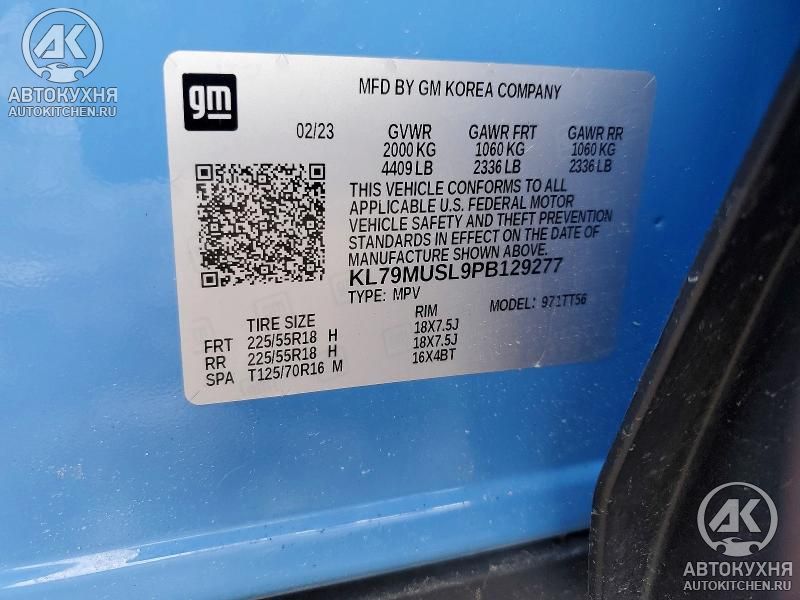 AK
АВТОКУХНЯ
AUTOKITCHEN.RU
gm
MFD BY GM KOREA COMPANY
02/23 GVWR GAWR FRT GAWR RR
2000 KG 1060 KG 1060 KG
4409 LB 2336 LB 2336 LB
THIS VEHICLE CONFORMS TO ALL
APPLICABLE U.S. FEDERAL MOTOR
VEHICLE SAFETY AND THEFT PREVENTION
STANDARDS IN EFFECT ON THE DATE OF
MANUFACTURE SHOWN ABOVE.
KL79MUSL9PB129277
TYPE: MPV MODEL: 971TT56
TIRE SIZE RIM
FRT 225/55R18 H 18X7.5J
RR 225/55R18 H 18X7.5J
SPA T125/70R16 M 16X4BT
AK
АВТОКУХНЯ
AUTOKITCHEN.RU